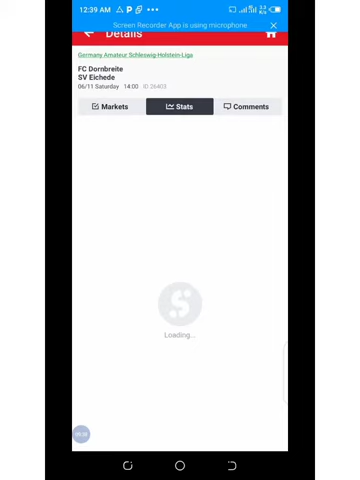 12:39 AM
Screen Recorder App is using microphone
Details
Germany Amateur Schleswig-Holstein-Liga
FC Dornbreite
SV Eichede
06/11 Saturday 14:00 ID 26403
Markets Stats Comments
Loading...